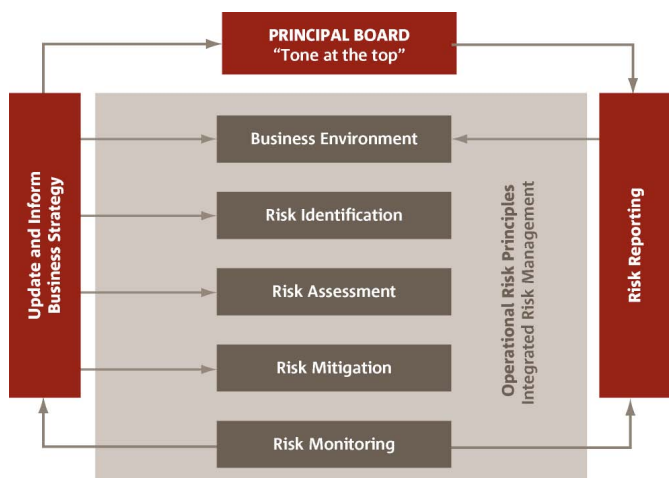 PRINCIPAL BOARD
“Tone at the top”
Update and Inform
Business Strategy
Business Environment
Risk Identification
Risk Assessment
Risk Mitigation
Risk Monitoring
Operational Risk Principles
Integrated Risk Management
Risk Reporting